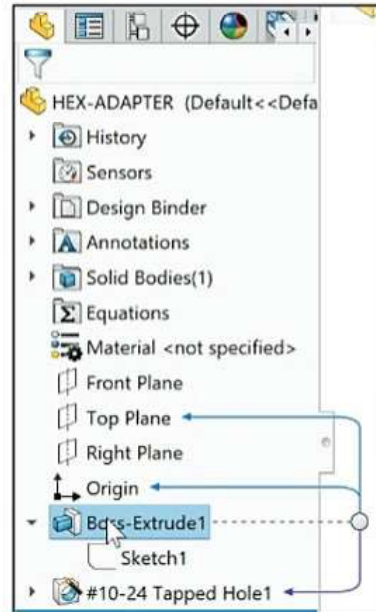 HEX-ADAPTER (Default<<Defa
History
Sensors
Design Binder
Annotations
Solid Bodies(1)
Equations
Material <not specified>
Front Plane
Top Plane
Right Plane
Origin
Boss-Extrude1
Sketch1
#10-24 Tapped Hole1